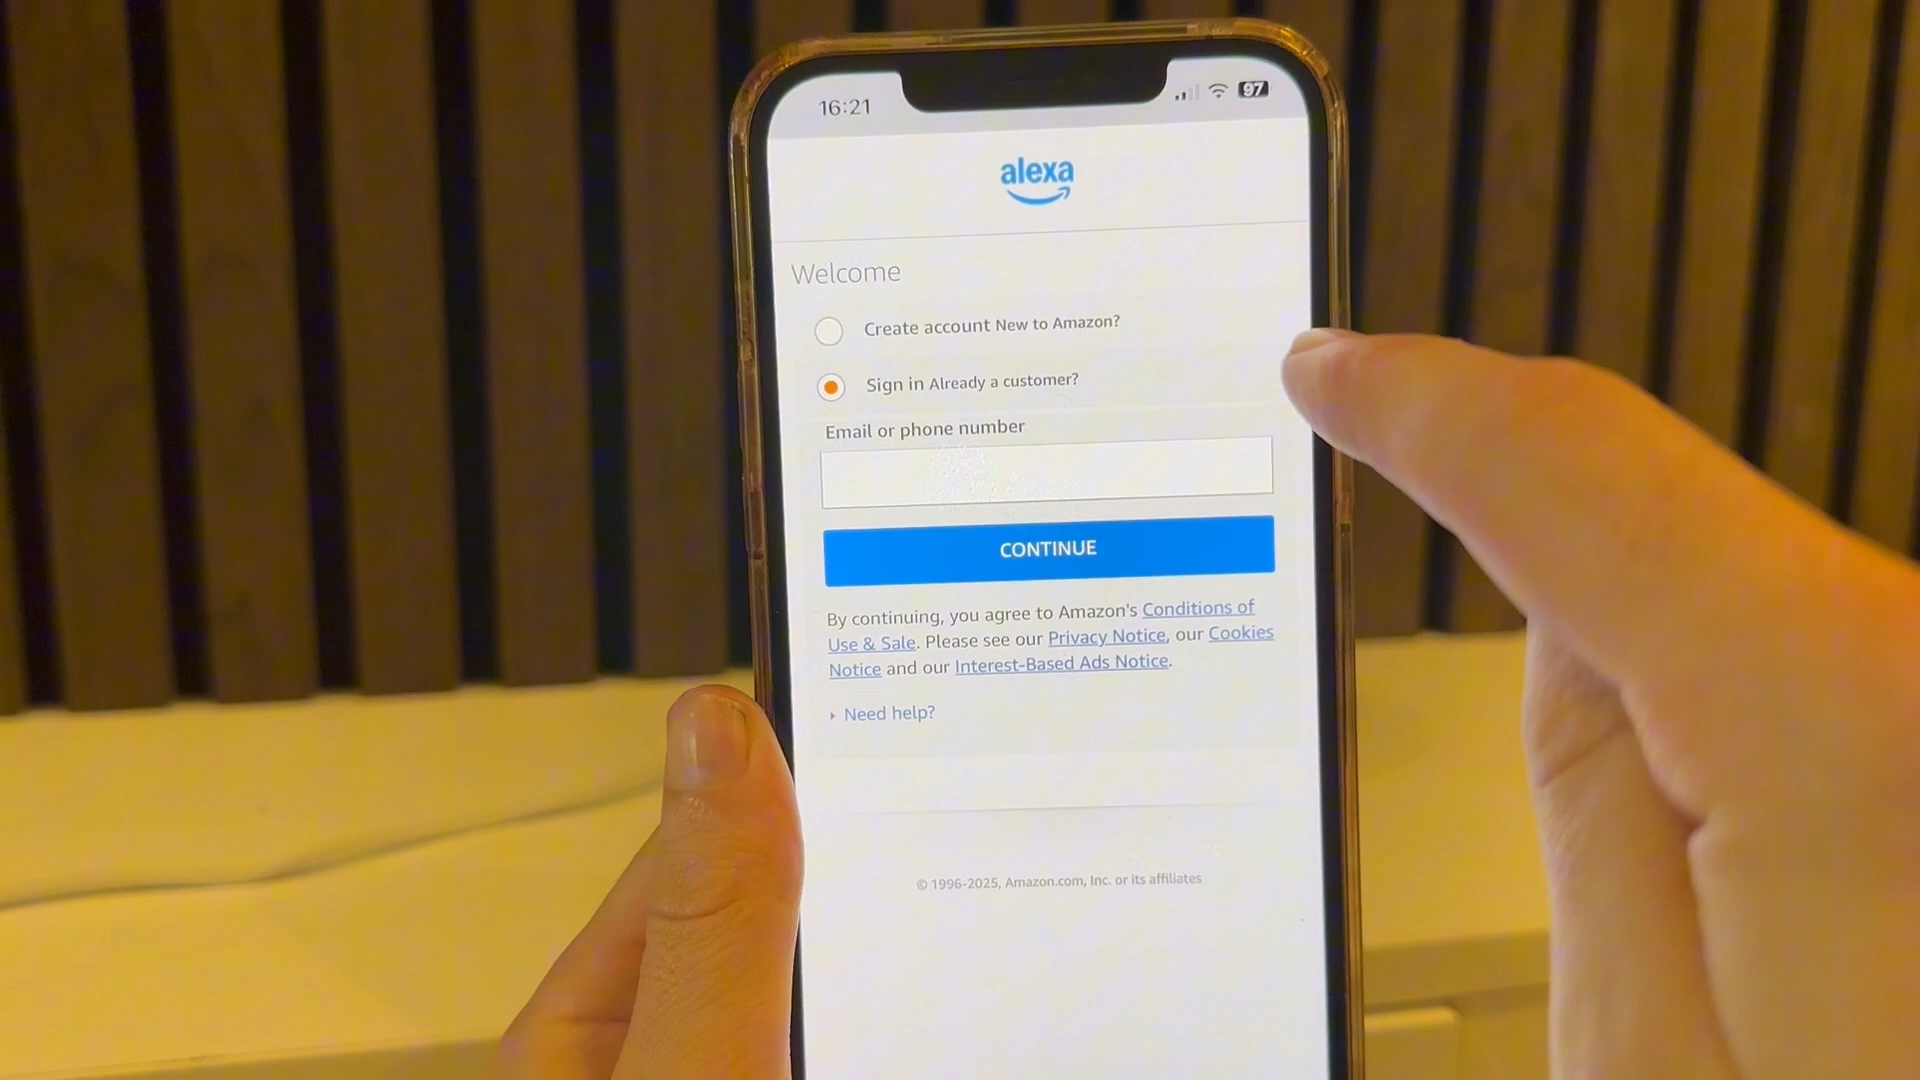 16:21
97
alexa
Welcome
Create account New to Amazon?
Sign in Already a customer?
Email or phone number
CONTINUE
By continuing, you agree to Amazon's Conditions of
Use & Sale. Please see our Privacy Notice, our Cookies
Notice and our Interest-Based Ads Notice.
Need help?
© 1996-2025, Amazon.com, Inc. or its affiliates